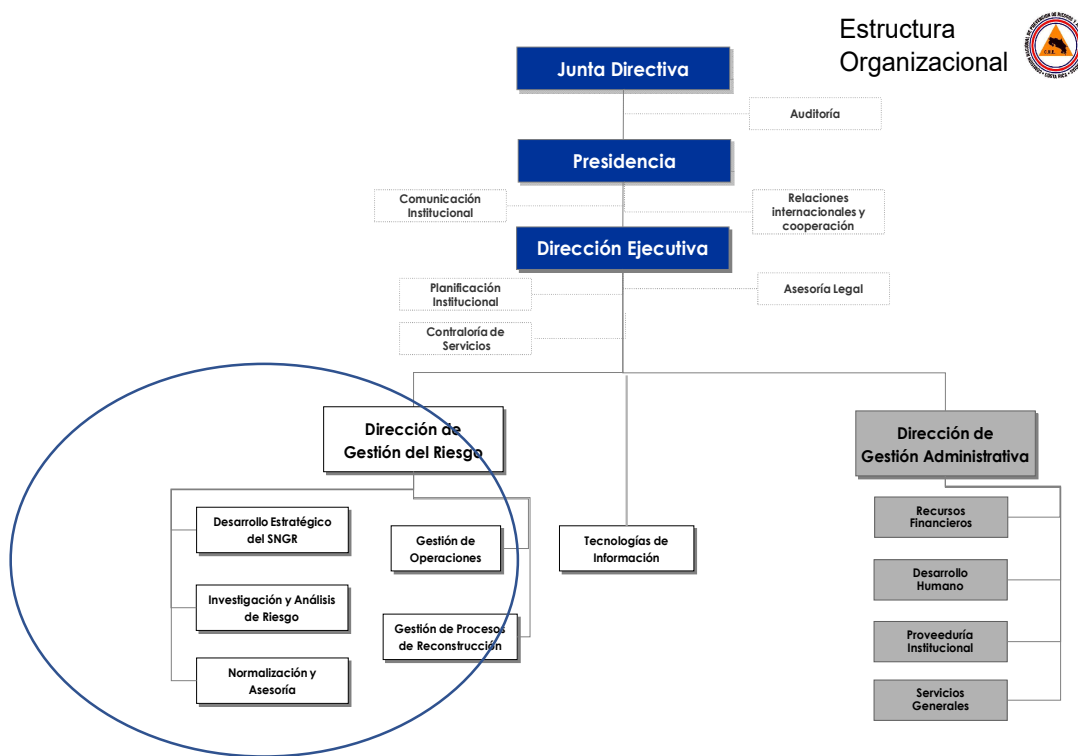 Estructura
Organizacional
C.N.E.
COSTA RICA
Junta Directiva
Auditoría
Presidencia
Comunicación
Institucional
Relaciones
internacionales y
cooperación
Dirección Ejecutiva
Planificación
Institucional
Asesoría Legal
Contraloría de
Servicios
Dirección de
Gestión del Riesgo
Dirección de
Gestión Administrativa
Desarrollo Estratégico
del SNGR
Gestión de
Operaciones
Tecnologías de
Información
Recursos
Financieros
Investigación y Análisis
de Riesgo
Desarrollo
Humano
Gestión de Procesos
de Reconstrucción
Proveeduría
Institucional
Normalización y
Asesoría
Servicios
Generales